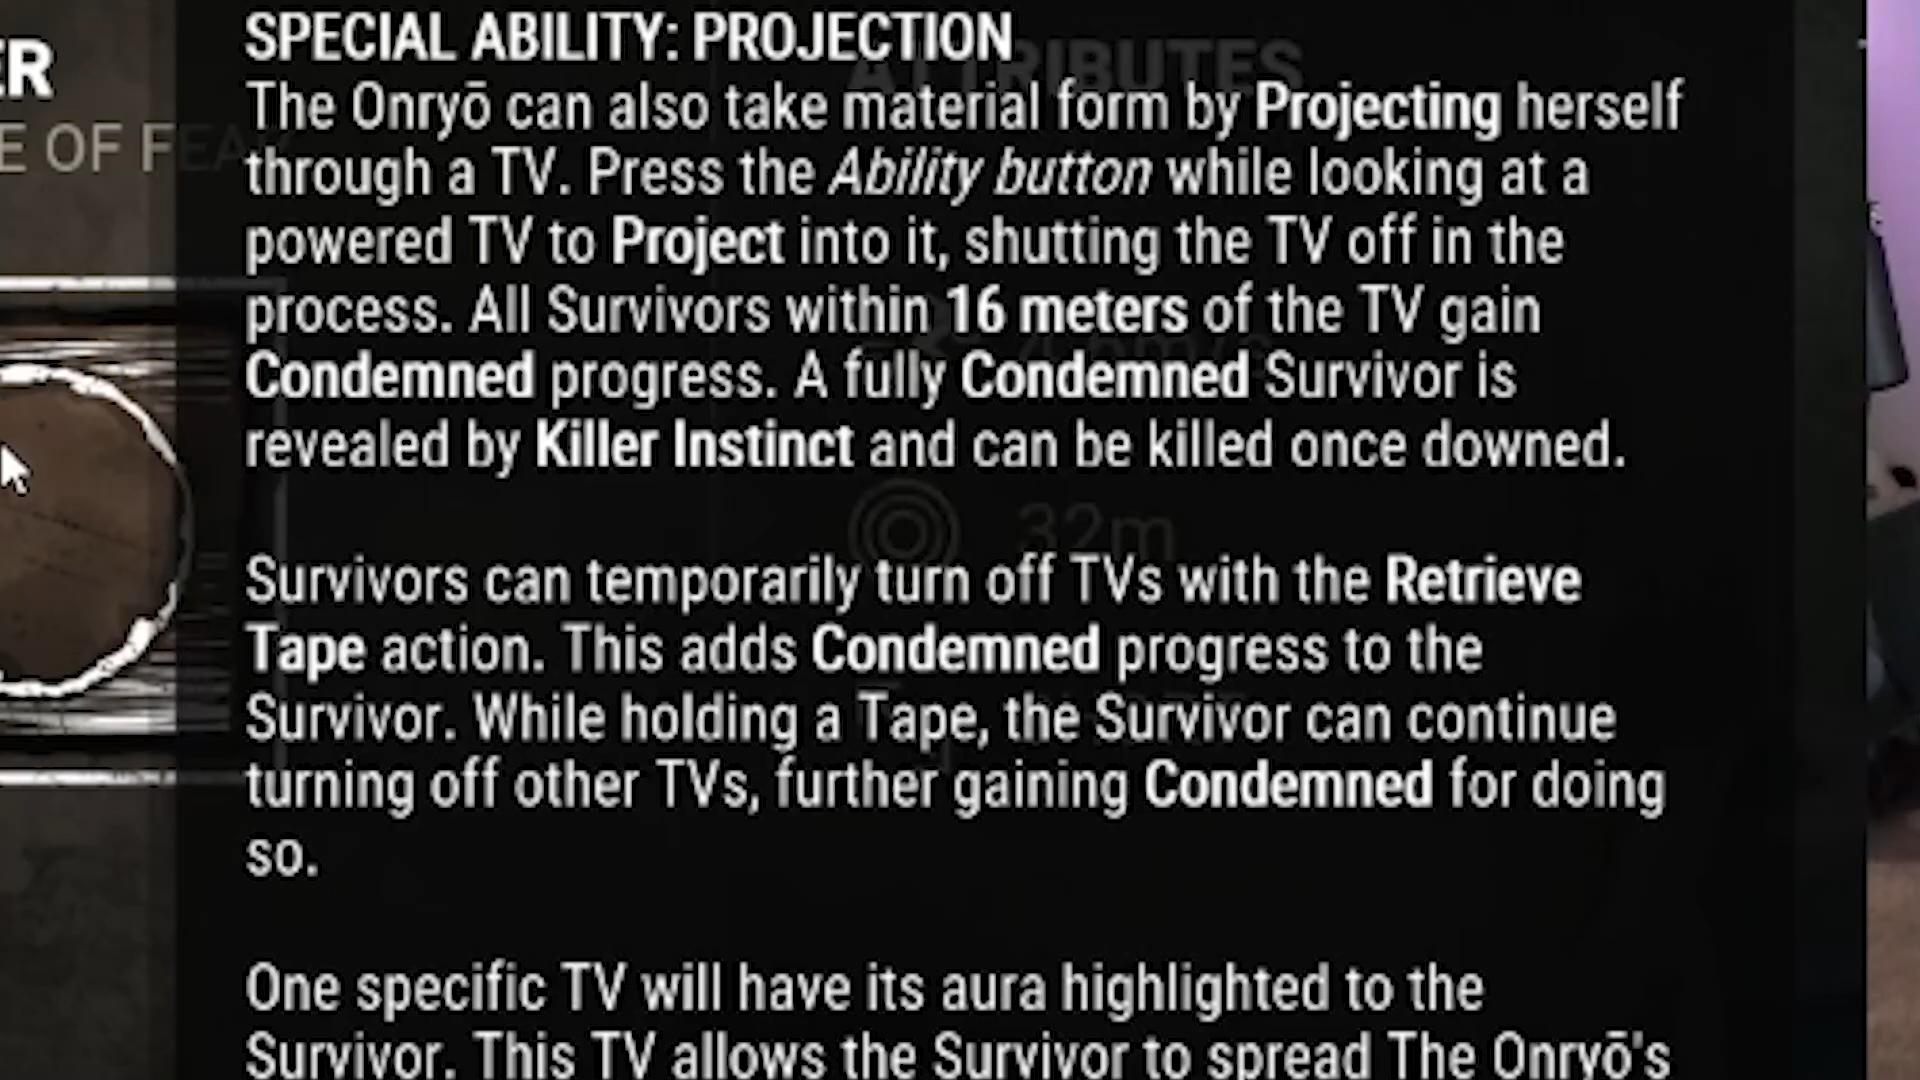 SPECIAL ABILITY: PROJECTION
ER
ATTRIBUTES
The Onryō can also take material form by Projecting herself
E OF FEA
through a TV. Press the Ability button while looking at a
powered TV to Project into it, shutting the TV off in the
process. All Survivors within 16 meters of the TV gain
Condemned progress. A fully Condemned Survivor is
revealed by Killer Instinct and can be killed once downed.
32m
Survivors can temporarily turn off TVs with the Retrieve
Tape action. This adds Condemned progress to the
Survivor. While holding a Tape, the Survivor can continue
turning off other TVs, further gaining Condemned for doing
so.
One specific TV will have its aura highlighted to the
Survivor. This TV allows the Survivor to spread The Onryō's